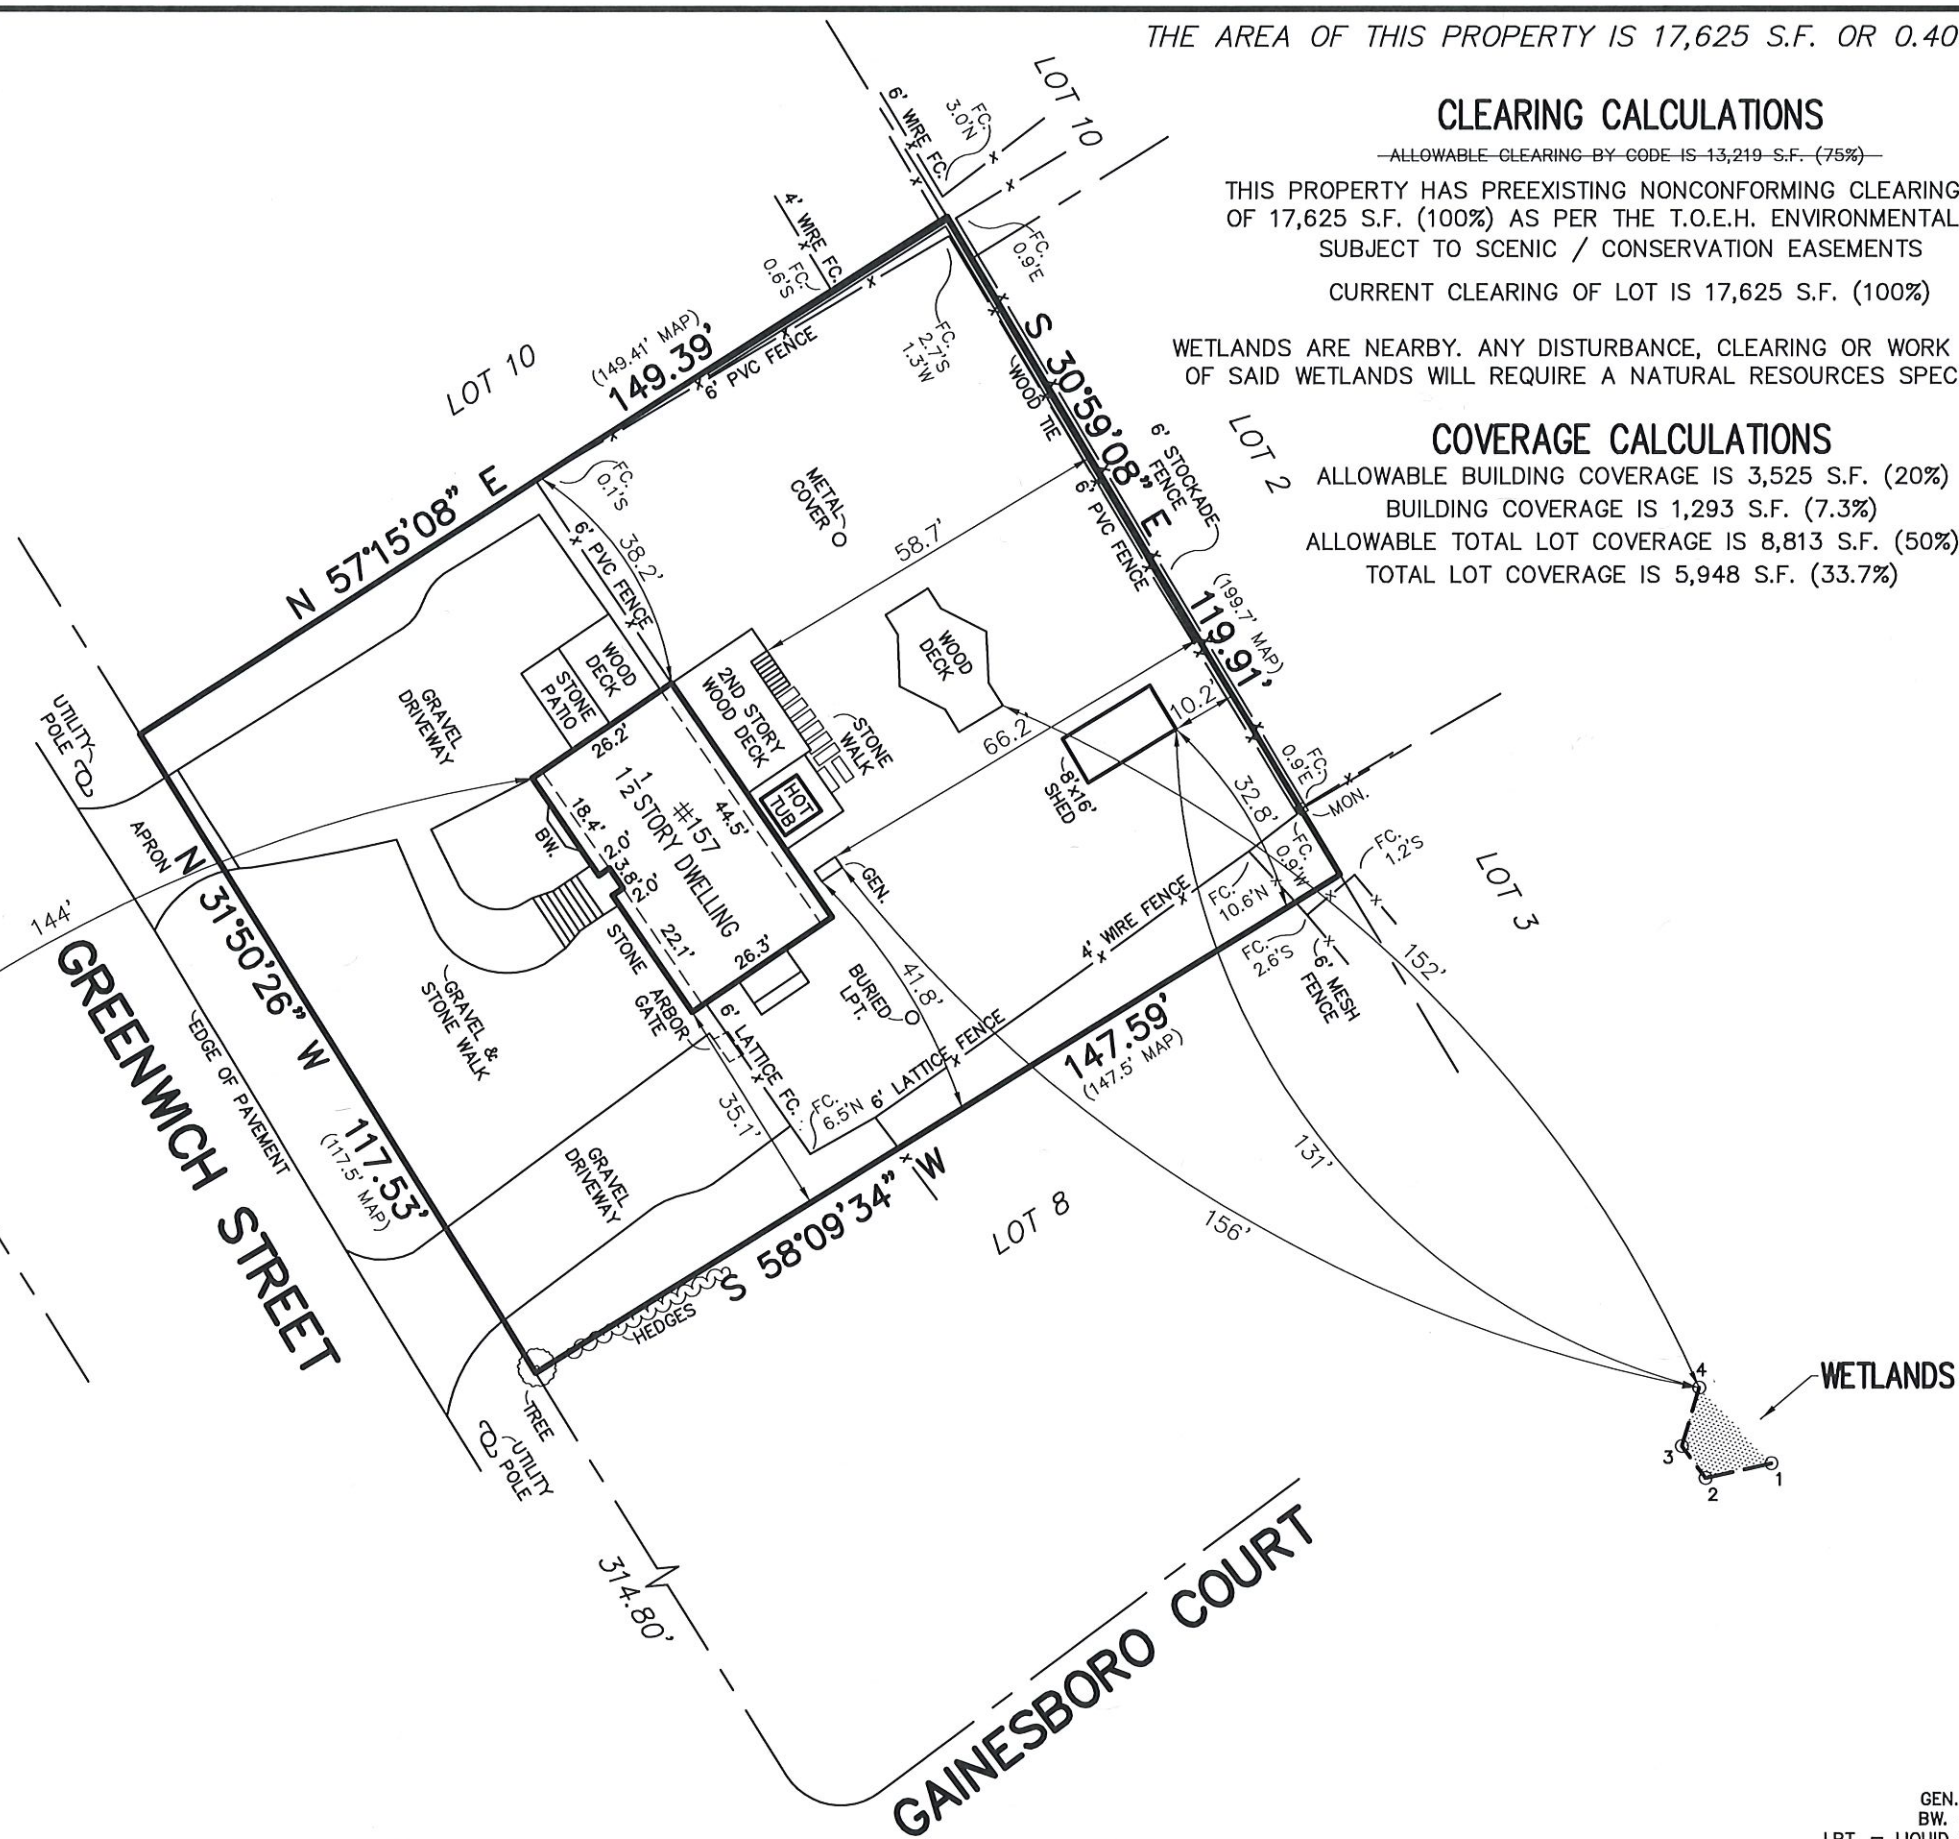 THE AREA OF THIS PROPERTY IS 17,625 S.F. OR 0.40
CLEARING CALCULATIONS
ALLOWABLE CLEARING BY CODE IS 13,219 S.F. (75%)
THIS PROPERTY HAS PREEXISTING NONCONFORMING CLEARING
OF 17,625 S.F. (100%) AS PER THE T.O.E.H. ENVIRONMENTAL
SUBJECT TO SCENIC / CONSERVATION EASEMENTS
CURRENT CLEARING OF LOT IS 17,625 S.F. (100%)
WETLANDS ARE NEARBY. ANY DISTURBANCE, CLEARING OR WORK
OF SAID WETLANDS WILL REQUIRE A NATURAL RESOURCES SPEC
COVERAGE CALCULATIONS
ALLOWABLE BUILDING COVERAGE IS 3,525 S.F. (20%)
BUILDING COVERAGE IS 1,293 S.F. (7.3%)
ALLOWABLE TOTAL LOT COVERAGE IS 8,813 S.F. (50%)
TOTAL LOT COVERAGE IS 5,948 S.F. (33.7%)
LOT 10
6' WIRE FC.
FC.
3.0'N
4' WIRE FC.
FC.
0.6'S
FC.
0.9'E
FC.
2.7'S
1.3'W
LOT 10
(149.41' MAP)
149.39'
6' PVC FENCE
N 57°15'08" E
FC.
0.1'S
S 30°59'08" E
119.91'
(199.7' MAP)
WOOD TIE
6' STOCKADE
FENCE
6' PVC FENCE
LOT 2
METAL
COVER
58.7'
38.2'
6' PVC FENCE
WOOD
DECK
STONE
PATIO
WOOD
DECK
2ND STORY
WOOD DECK
STONE
WALK
66.2'
10.2'
8'x16'
SHED
32.8'
FC.
0.9'E
MON.
FC.
0.9'W
FC.
1.2'S
LOT 3
GRAVEL
DRIVEWAY
UTILITY
POLE
APRON
26.2'
#157
1 1/2 STORY DWELLING
44.5'
HOT
TUB
18.4'
2.0'
3.8'
2.0'
22.1'
26.3'
BW.
GEN.
STONE
ARBOR
GATE
BURIED
LPT.
41.8'
4' WIRE FENCE
FC.
10.6'N
FC.
2.6'S
6' MESH
FENCE
152'
144'
N 31°50'26" W
117.53'
(117.5' MAP)
GREENWICH STREET
EDGE OF PAVEMENT
GRAVEL &
STONE WALK
6' LATTICE FC.
35.1'
FC.
6.5'N
6' LATTICE FENCE
147.59'
(147.5' MAP)
S 58°09'34" W
131'
156'
LOT 8
GRAVEL
DRIVEWAY
HEDGES
TREE
UTILITY
POLE
314.80'
GAINESBORO COURT
WETLANDS
4
3
2
1
GEN.
BW.
LPT. = LIQUID